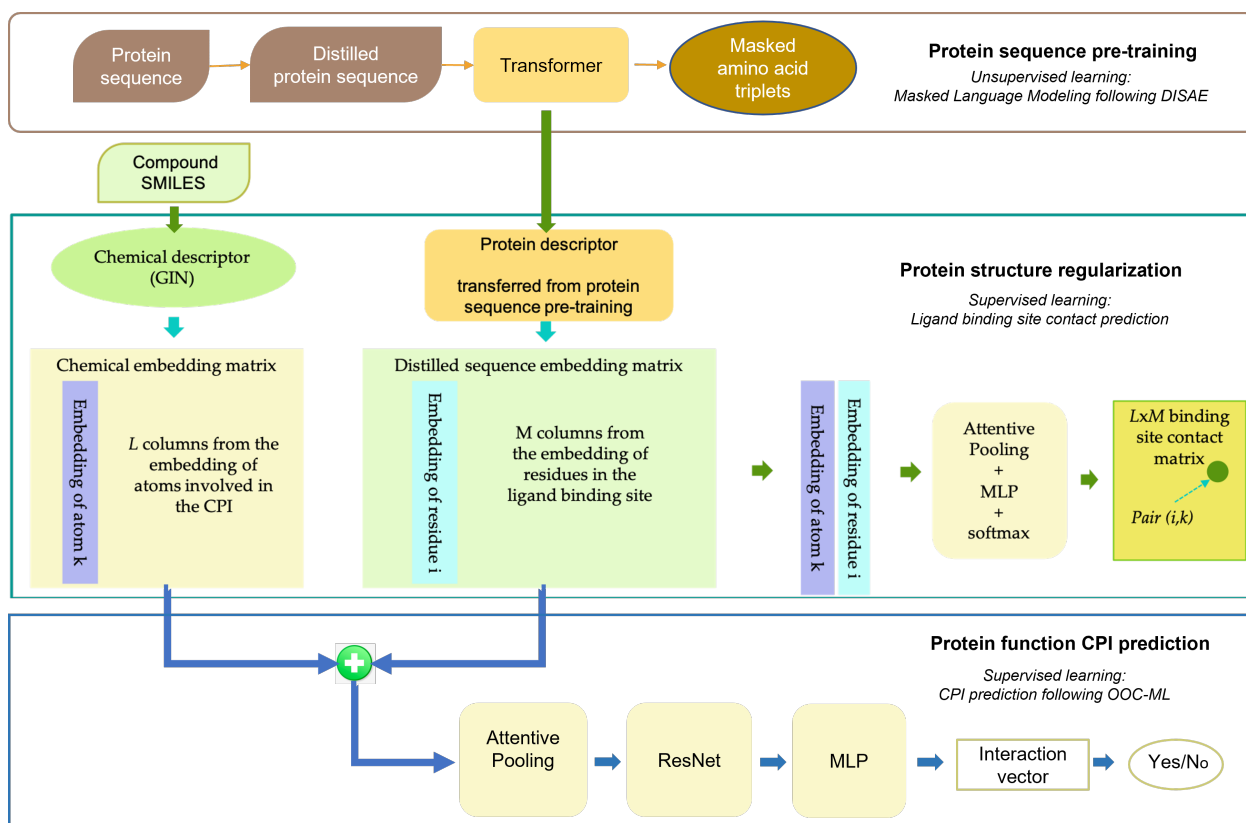 Protein
sequence
Distilled
protein sequence
Transformer
Masked
amino acid
triplets
Protein sequence pre-training
Unsupervised learning:
Masked Language Modeling following DISAE
Compound
SMILES
Chemical descriptor
(GIN)
Protein descriptor
transferred from protein
sequence pre-training
Protein structure regularization
Supervised learning:
Ligand binding site contact prediction
Chemical embedding matrix
Embedding of atom k
L columns from the
embedding of
atoms involved in
the CPI
Distilled sequence embedding matrix
Embedding of residue i
M columns from
the embedding of
residues in the
ligand binding site
Embedding of atom k
Embedding of residue i
Attentive
Pooling
+
MLP
+
softmax
LxM binding
site contact
matrix
Pair (i,k)
Protein function CPI prediction
Supervised learning:
CPI prediction following OOC-ML
Attentive
Pooling
ResNet
MLP
Interaction
vector
Yes/No